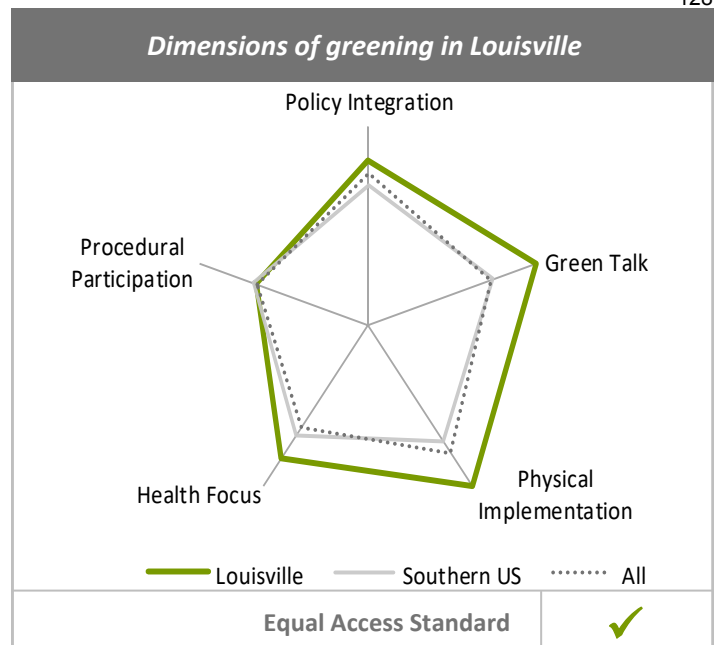 Dimensions of greening in Louisville
Policy Integration
Procedural
Participation
Green Talk
Health Focus
Physical
Implementation
Louisville Southern US All
Equal Access Standard